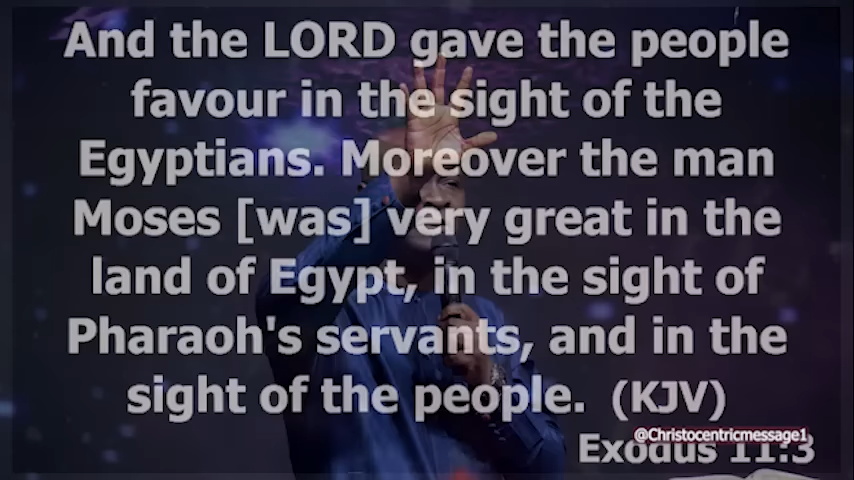 And the LORD gave the people
favour in the sight of the
Egyptians. Moreover the man
Moses [was] very great in the
land of Egypt, in the sight of
Pharaoh's servants, and in the
sight of the people. (KJV)
@Christocentricmessage1
Exodus 11:3